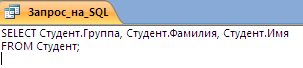 Запрос_на_SQL
SELECT Студент.Группа, Студент.Фамилия, Студент.Имя
FROM Студент;